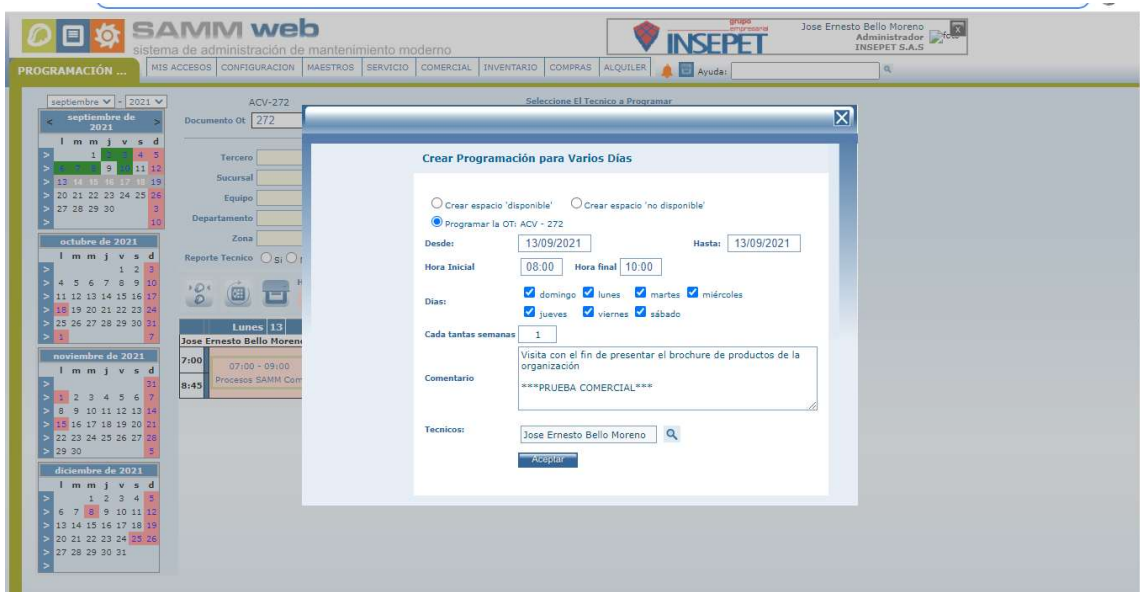 SAMM web
sistema de administración de mantenimiento moderno
grupo
empresarial
INSEPET
Jose Ernesto Bello Moreno
Administrador
INSEPET S.A.S
X
PROGRAMACIÓN ...
MIS ACCESOS CONFIGURACION MAESTROS SERVICIO COMERCIAL INVENTARIO COMPRAS ALQUILER Ayuda:
septiembre - 2021
< septiembre de 2021 >
l m m j v s d
> 1 2 3 4 5
> 6 7 8 9 10 11 12
> 13 14 15 16 17 18 19
> 20 21 22 23 24 25 26
> 27 28 29 30 3
> 10
octubre de 2021
l m m j v s d
> 1 2 3
> 4 5 6 7 8 9 10
> 11 12 13 14 15 16 17
> 18 19 20 21 22 23 24
> 25 26 27 28 29 30 31
> 1 7
noviembre de 2021
l m m j v s d
> 31
> 1 2 3 4 5 6 7
> 8 9 10 11 12 13 14
> 15 16 17 18 19 20 21
> 22 23 24 25 26 27 28
> 29 30 5
diciembre de 2021
l m m j v s d
> 1 2 3 4 5
> 6 7 8 9 10 11 12
> 13 14 15 16 17 18 19
> 20 21 22 23 24 25 26
> 27 28 29 30 31
>
ACV-272
Seleccione El Tecnico a Programar
Documento Ot 272
Tercero
Sucursal
Equipo
Departamento
Zona
Reporte Tecnico Si
Lunes 13
Jose Ernesto Bello Moreno
7:00
07:00 - 09:00
Procesos SAMM Com
8:45
X
Crear Programación para Varios Días
Crear espacio 'disponible' Crear espacio 'no disponible'
Programar la OT: ACV - 272
Desde: 13/09/2021 Hasta: 13/09/2021
Hora Inicial 08:00 Hora final 10:00
Dias: domingo lunes martes miércoles
jueves viernes sábado
Cada tantas semanas 1
Comentario
Visita con el fin de presentar el brochure de productos de la
organización
***PRUEBA COMERCIAL***
Tecnicos: Jose Ernesto Bello Moreno
Aceptar